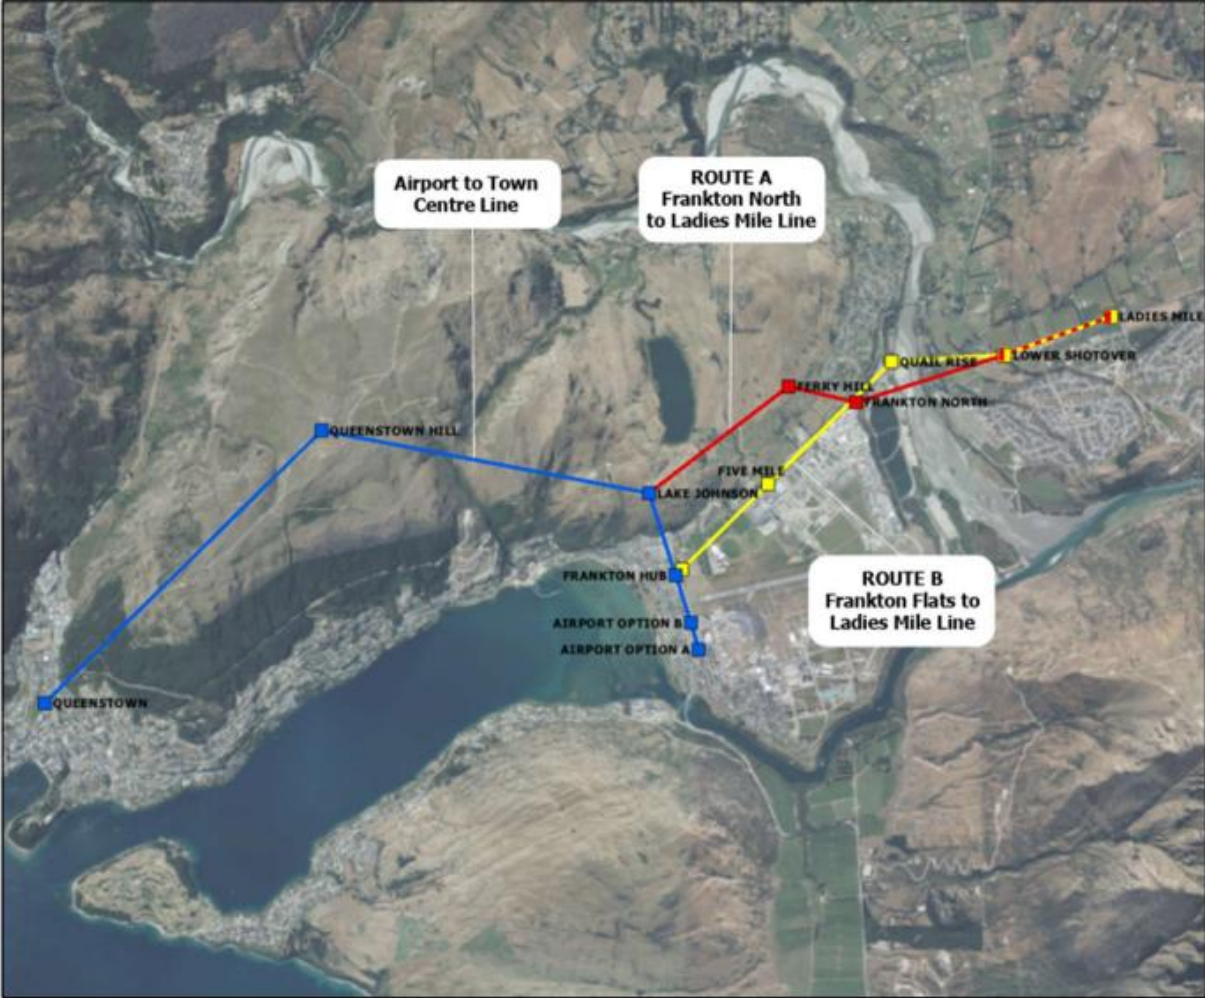 Airport to Town
Centre Line
ROUTE A
Frankton North
to Ladies Mile Line
LADIES MILE
LOWER SHOTOVER
QUAIL RISE
FERRY HILL
FRANKTON NORTH
QUEENSTOWN HILL
FIVE MILE
LAKE JOHNSON
FRANKTON HUB
ROUTE B
Frankton Flats to
Ladies Mile Line
AIRPORT OPTION B
AIRPORT OPTION A
QUEENSTOWN